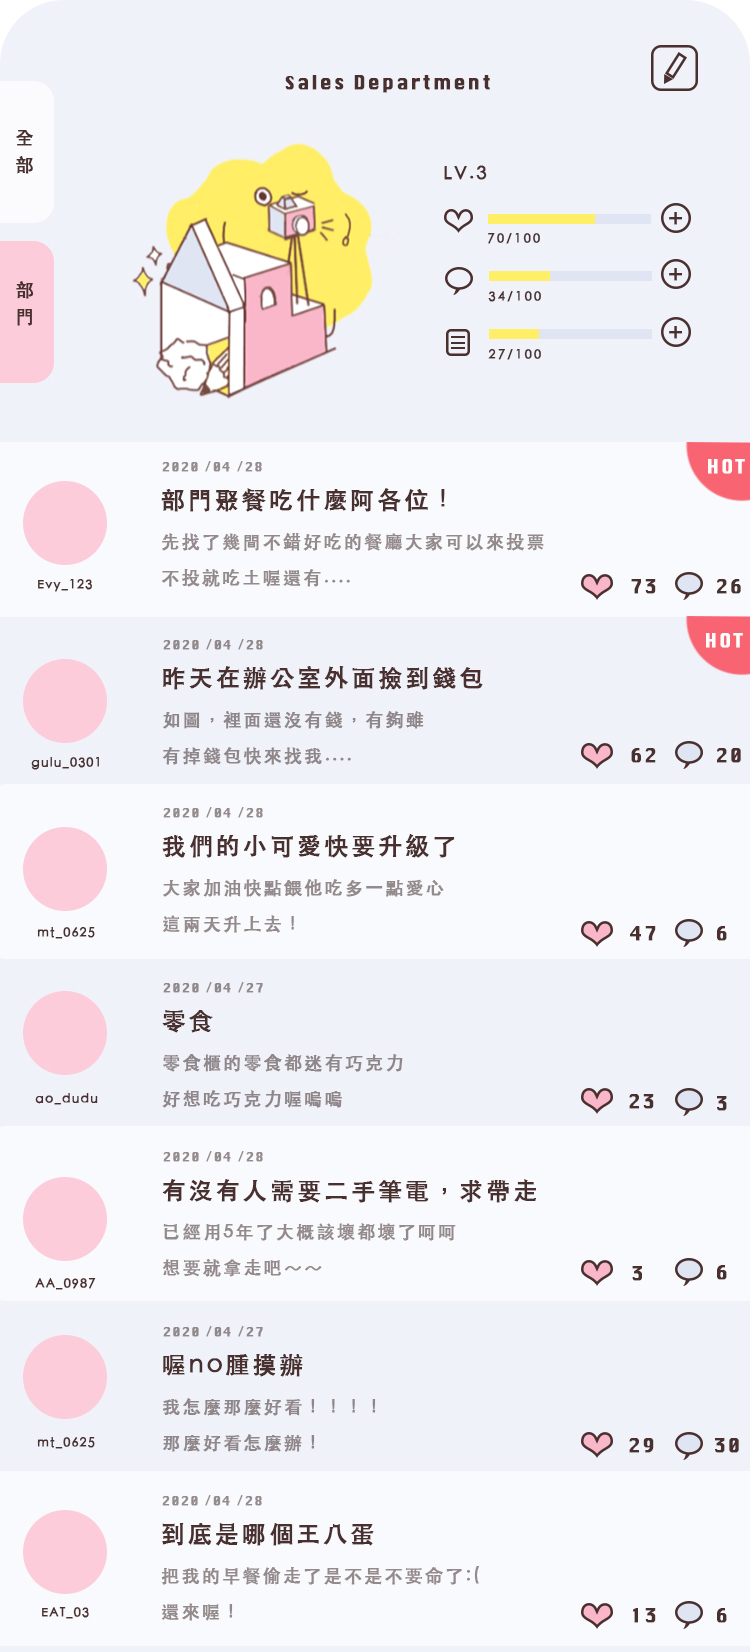 Sales Department
全部
部門
LV.3
70/100
34/100
27/100
HOT
2020 /04 /28
部門聚餐吃什麼阿各位！
先找了幾間不錯好吃的餐廳大家可以來投票
不投就吃土喔還有....
Evy_123
73
26
HOT
2020 /04 /28
昨天在辦公室外面撿到錢包
如圖，裡面還沒有錢，有夠雖
有掉錢包快來找我....
gulu_0301
62
20
2020 /04 /28
我們的小可愛快要升級了
大家加油快點餵他吃多一點愛心
這兩天升上去！
mt_0625
47
6
2020 /04 /27
零食
零食櫃的零食都迷有巧克力
好想吃巧克力喔嗚嗚
ao_dudu
23
3
2020 /04 /28
有沒有人需要二手筆電，求帶走
已經用5年了大概該壞都壞了呵呵
想要就拿走吧～～
AA_0987
3
6
2020 /04 /27
喔no腫摸辦
我怎麼那麼好看！！！！
那麼好看怎麼辦！
mt_0625
29
30
2020 /04 /28
到底是哪個王八蛋
把我的早餐偷走了是不是不要命了:(
還來喔！
EAT_03
13
6